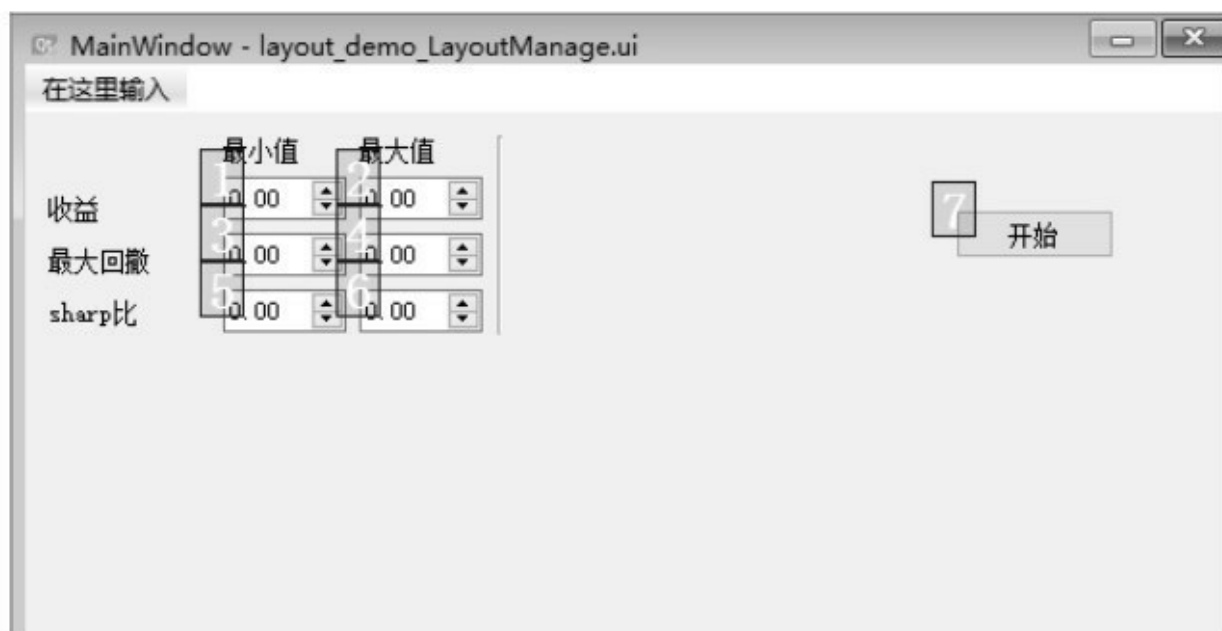 MainWindow - layout_demo_LayoutManage.ui
在这里输入
最小值 最大值
收益 1 0.00 2 0.00
7 开始
最大回撤 3 0.00 4 0.00
sharp比 5 0.00 6 0.00